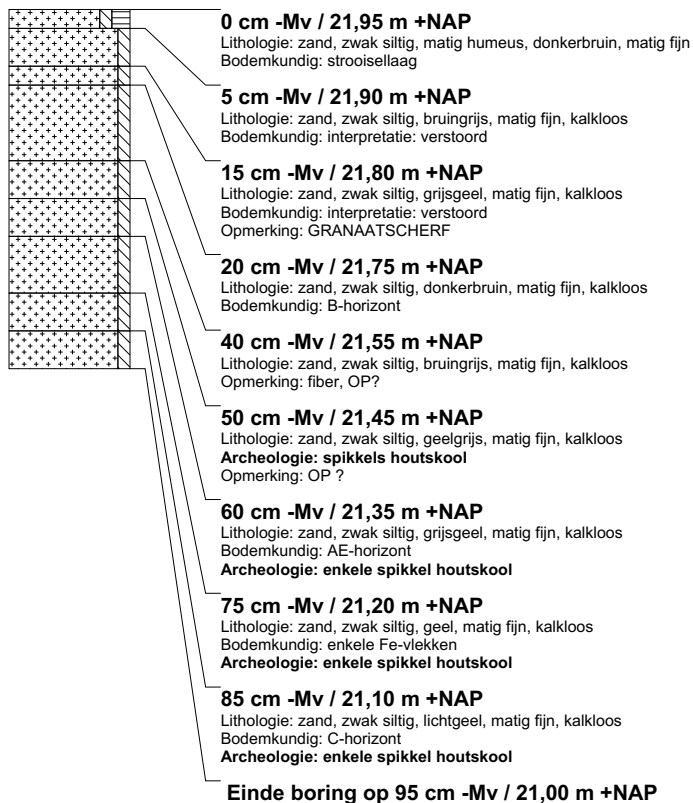 0 cm -Mv / 21,95 m +NAP
Lithologie: zand, zwak siltig, matig humeus, donkerbruin, matig fijn
Bodemkundig: strooisellaag
5 cm -Mv / 21,90 m +NAP
Lithologie: zand, zwak siltig, bruingrijs, matig fijn, kalkloos
Bodemkundig: interpretatie: verstoord
15 cm -Mv / 21,80 m +NAP
Lithologie: zand, zwak siltig, grijsgeel, matig fijn, kalkloos
Bodemkundig: interpretatie: verstoord
Opmerking: GRANAATSCHERF
20 cm -Mv / 21,75 m +NAP
Lithologie: zand, zwak siltig, donkerbruin, matig fijn, kalkloos
Bodemkundig: B-horizont
40 cm -Mv / 21,55 m +NAP
Lithologie: zand, zwak siltig, bruingrijs, matig fijn, kalkloos
Opmerking: fiber, OP?
50 cm -Mv / 21,45 m +NAP
Lithologie: zand, zwak siltig, geelgrijs, matig fijn, kalkloos
Archeologie: spikkels houtskool
Opmerking: OP ?
60 cm -Mv / 21,35 m +NAP
Lithologie: zand, zwak siltig, grijsgeel, matig fijn, kalkloos
Bodemkundig: AE-horizont
Archeologie: enkele spikkel houtskool
75 cm -Mv / 21,20 m +NAP
Lithologie: zand, zwak siltig, geel, matig fijn, kalkloos
Bodemkundig: enkele Fe-vlekken
Archeologie: enkele spikkel houtskool
85 cm -Mv / 21,10 m +NAP
Lithologie: zand, zwak siltig, lichtgeel, matig fijn, kalkloos
Bodemkundig: C-horizont
Archeologie: enkele spikkel houtskool
Einde boring op 95 cm -Mv / 21,00 m +NAP